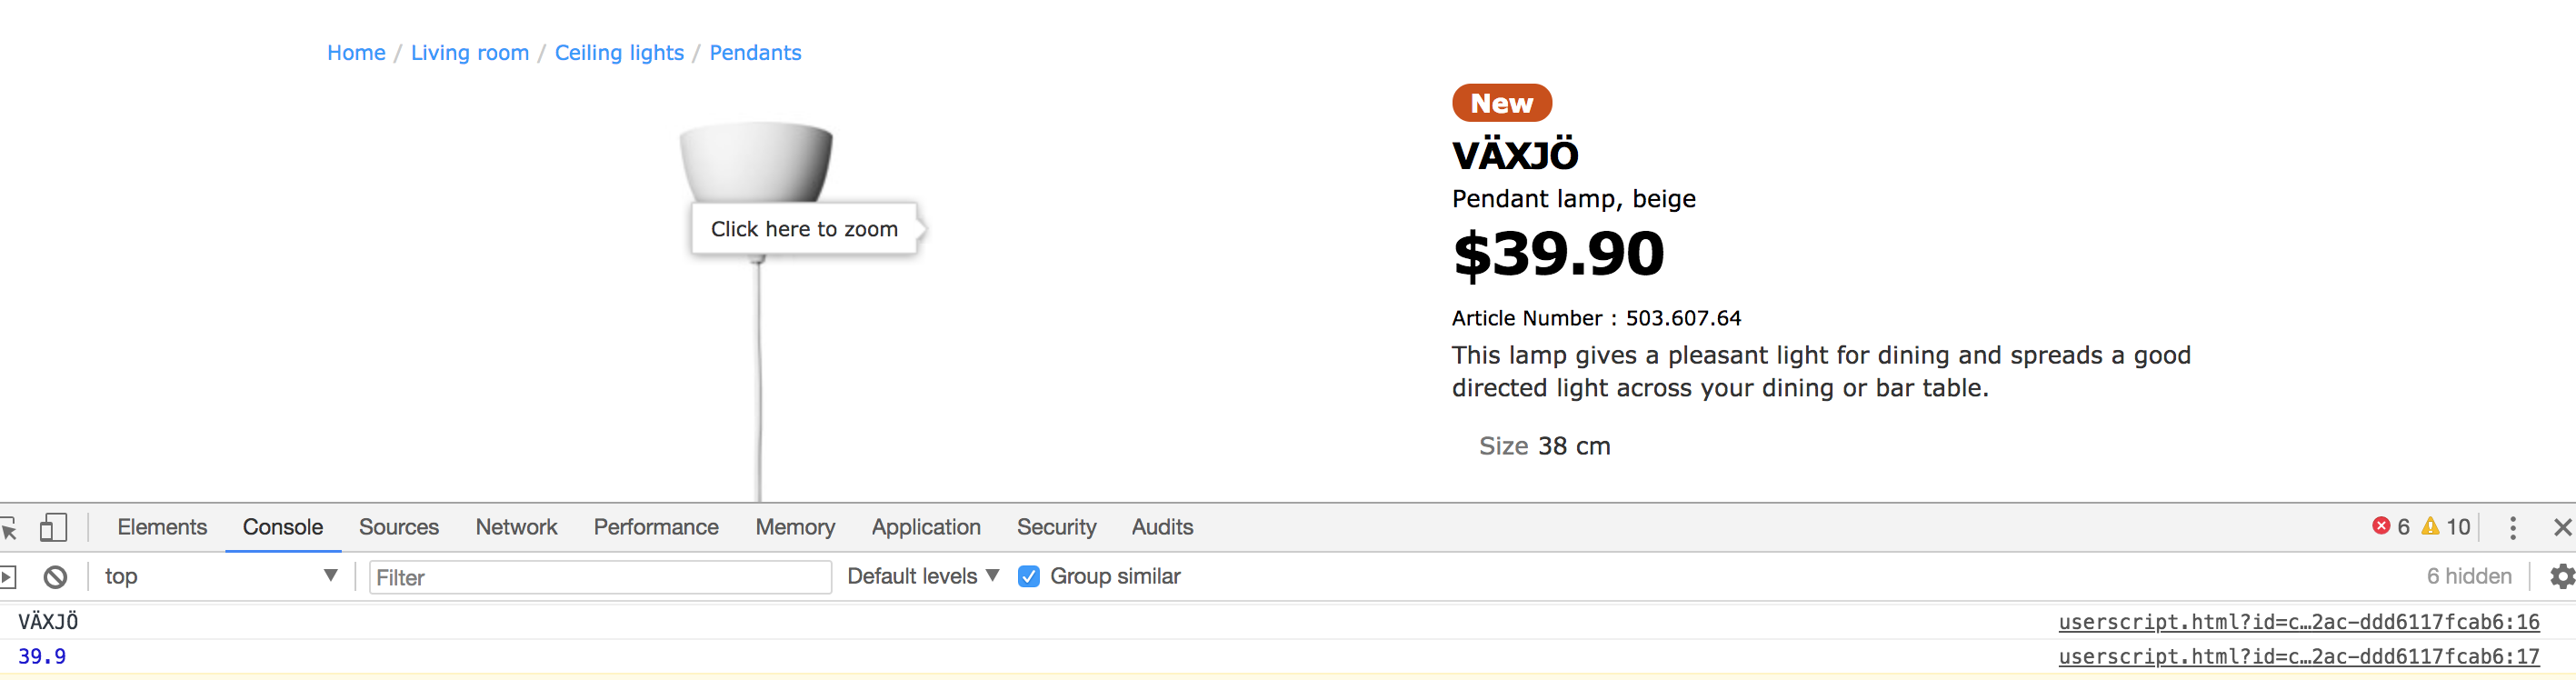 Home / Living room / Ceiling lights / Pendants
New
VÄXJÖ
Pendant lamp, beige
$39.90
Click here to zoom
Article Number : 503.607.64
This lamp gives a pleasant light for dining and spreads a good
directed light across your dining or bar table.
Size 38 cm
Elements Console Sources Network Performance Memory Application Security Audits 6 10
top Filter Default levels Group similar 6 hidden
VÄXJÖ userscript.html?id=c…2ac-ddd6117fcab6:16
39.9 userscript.html?id=c…2ac-ddd6117fcab6:17